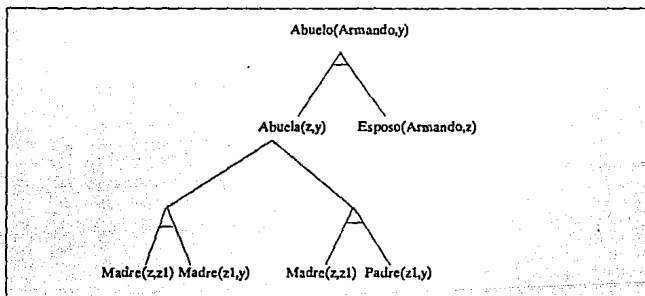 Abuelo(Armando,y)
Abuela(z,y) Esposo(Armando,z)
Madre(z,z1) Madre(z1,y) Madre(z,z1) Padre(z1,y)